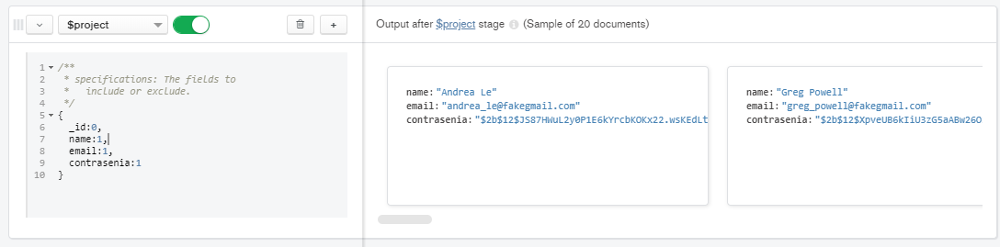 $project
+
Output after $project stage (Sample of 20 documents)
1 /**
2 * specifications: The fields to
3 *   include or exclude.
4 */
5 {
6 _id:0,
7 name:1,
8 email:1,
9 contrasenia:1
10 }
name: "Andrea Le"
email: "andrea_le@fakegmail.com"
contrasenia: "$2b$12$JS87HWuL2y0P1E6kYrcbKOKx22.wsKEdLt
name: "Greg Powell"
email: "greg_powell@fakegmail.com"
contrasenia: "$2b$12$XpveUB6kIiU3zG5aABw26O